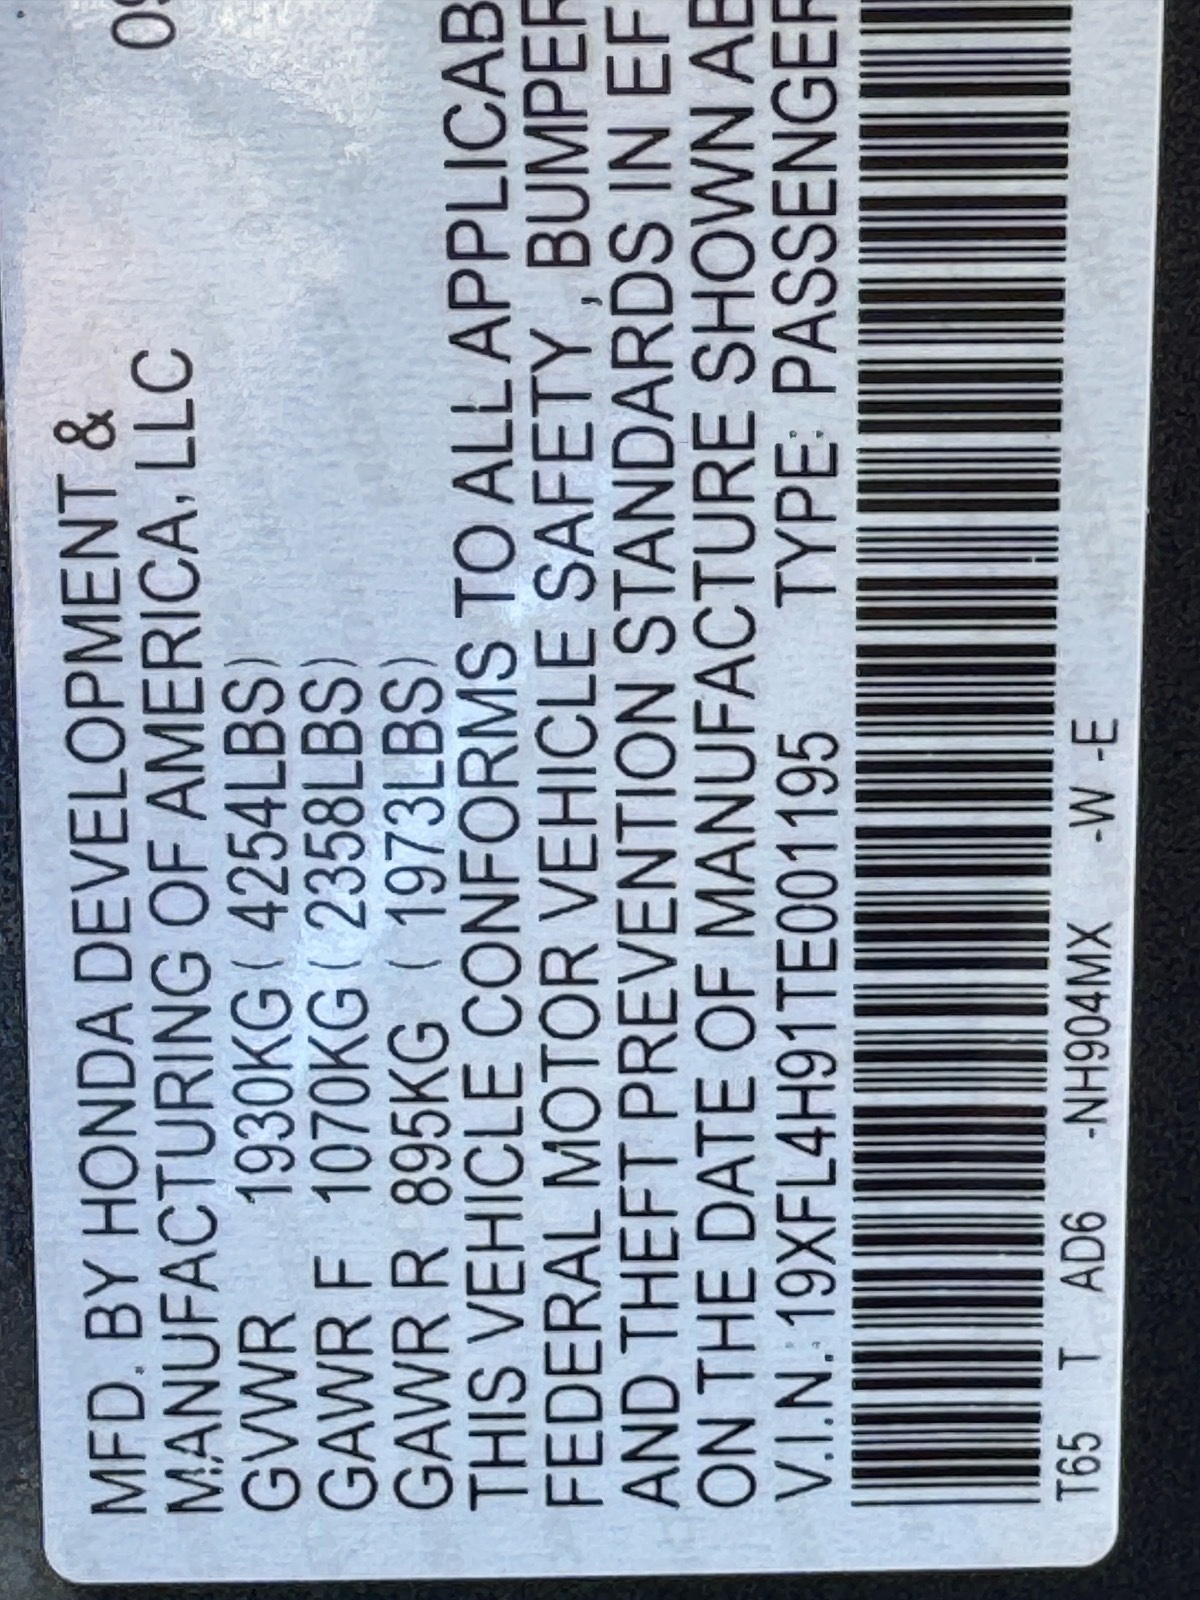 MFD. BY HONDA DEVELOPMENT &
MANUFACTURING OF AMERICA, LLC 09
GVWR 1930KG ( 4254LBS)
GAWR F 1070KG ( 2358LBS)
GAWR R 895KG ( 1973LBS)
THIS VEHICLE CONFORMS TO ALL APPLICAB
FEDERAL MOTOR VEHICLE SAFETY , BUMPER
AND THEFT PREVENTION STANDARDS IN EF
ON THE DATE OF MANUFACTURE SHOWN AB
V.I.N.: 19XFL4H91TE001195 TYPE: PASSENGER
T65 T AD6 -NH904MX -W -E